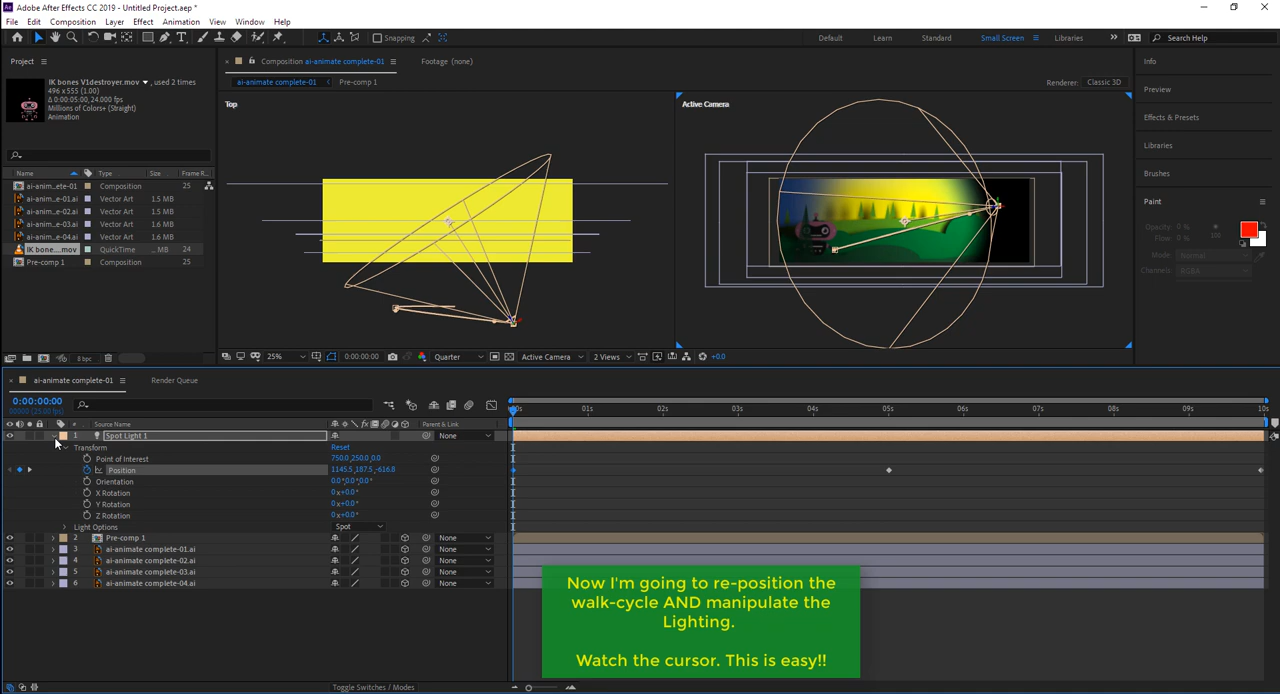 Adobe After Effects CC 2019 - Untitled Project.aep *
File Edit Composition Layer Effect Animation View Window Help
Snapping Default Learn Standard Small Screen Libraries Search Help
Project
IK bones V1destroyer.mov , used 2 times
496 x 555 (1.00)
Δ 0:00:05:00, 24.000 fps
Millions of Colors+ (Straight)
Animation
Name Type Size Frame R...
ai-anim...ete-01 Composition 25
ai-anim...e-01.ai Vector Art 1.5 MB
ai-anim...e-02.ai Vector Art 1.5 MB
ai-anim...e-03.ai Vector Art 1.6 MB
ai-anim...e-04.ai Vector Art 1.6 MB
IK bone....mov QuickTime ... MB 24
Pre-comp 1 Composition 25
8 bpc
Composition ai-animate complete-01 Footage (none)
ai-animate complete-01 Pre-comp 1 Renderer: Classic 3D
Top Active Camera
25% 0:00:00:00 Quarter Active Camera 2 Views +0.0
Info
Preview
Effects & Presets
Libraries
Brushes
Paint
Opacity: 0 %
Flow: 0 % 100
Mode: Normal
Channels: RGBA
ai-animate complete-01 Render Queue
0:00:00:00
00000 (25.00 fps)
# Source Name Parent & Link 00s 01s 02s 03s 04s 05s 06s 07s 08s 09s 10s
1 Spot Light 1 None
Transform Reset
Point of Interest 750.0,250.0,0.0
Position 1145.5,187.5,-616.8
Orientation 0.0°,0.0°,0.0°
X Rotation 0x+0.0°
Y Rotation 0x+0.0°
Z Rotation 0x+0.0°
Light Options Spot
2 Pre-comp 1 None
3 ai-animate complete-01.ai None
4 ai-animate complete-02.ai None
5 ai-animate complete-03.ai None
6 ai-animate complete-04.ai None
Now I'm going to re-position the
walk-cycle AND manipulate the
Lighting.
Watch the cursor. This is easy!!
Toggle Switches / Modes